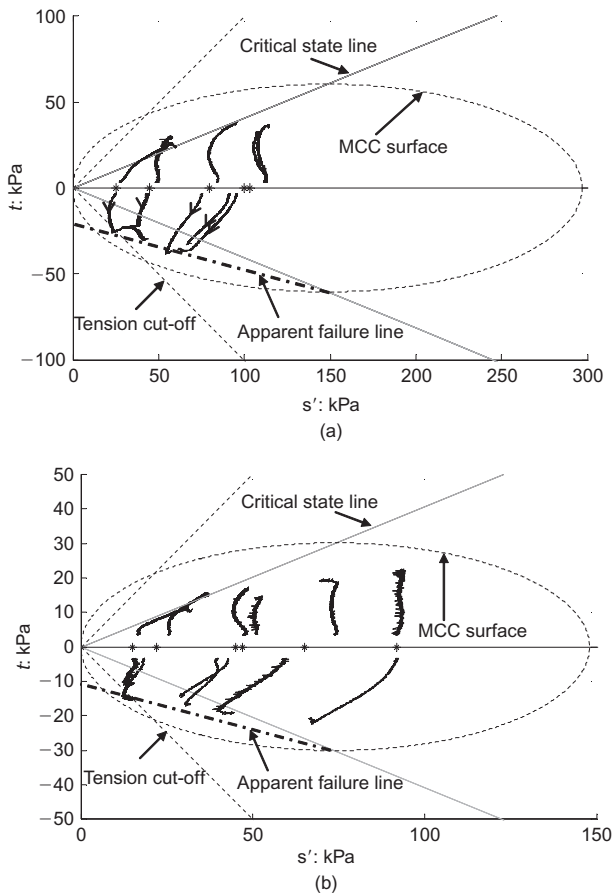 100
Critical state line
50
MCC surface
t: kPa
0
−50
Tension cut-off
Apparent failure line
−100
0
50
100
150
200
250
300
s′: kPa
(a)
50
40
Critical state line
30
20
10
MCC surface
t: kPa
0
−10
−20
−30
Tension cut-off
Apparent failure line
−40
−50
0
50
100
150
s′: kPa
(b)